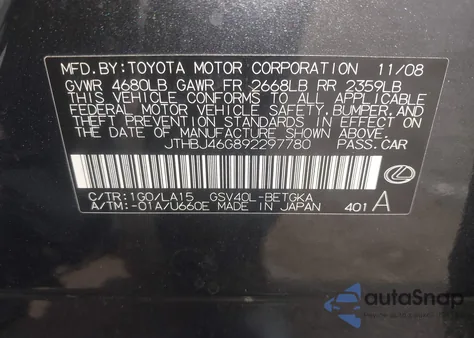 MFD.BY:TOYOTA MOTOR CORPORATION 11/08
GVWR 4680LB GAWR FR 2668LB RR 2359LB
THIS VEHICLE CONFORMS TO ALL APPLICABLE
FEDERAL MOTOR VEHICLE SAFETY,BUMPER,AND
THEFT PREVENTION STANDARDS IN EFFECT ON
THE DATE OF MANUFACTURE SHOWN ABOVE.
JTHBJ46G892297780 PASS.CAR
C/TR:1G0/LA15 GSV40L-BETGKA
A/TM:-01A/U660E MADE IN JAPAN 401 A
autoSnap